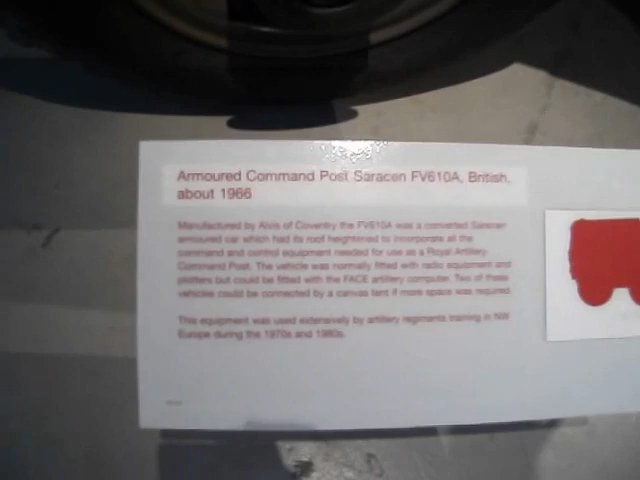 Armoured Command Post Saracen FV610A, British,
about 1966
Manufactured by Alvis of Coventry the FV610A was a converted Saracen
armoured car which had its roof heightened to incorporate all the
command and control equipment needed for use as a Royal Artillery
Command Post. The vehicle was normally fitted with radio equipment and
plotters but could be fitted with the FACE artillery computer. Two of these
vehicles could be connected by a canvas tent if more space was required.
This equipment was used extensively by artillery regiments training in NW
Europe during the 1970s and 1980s.